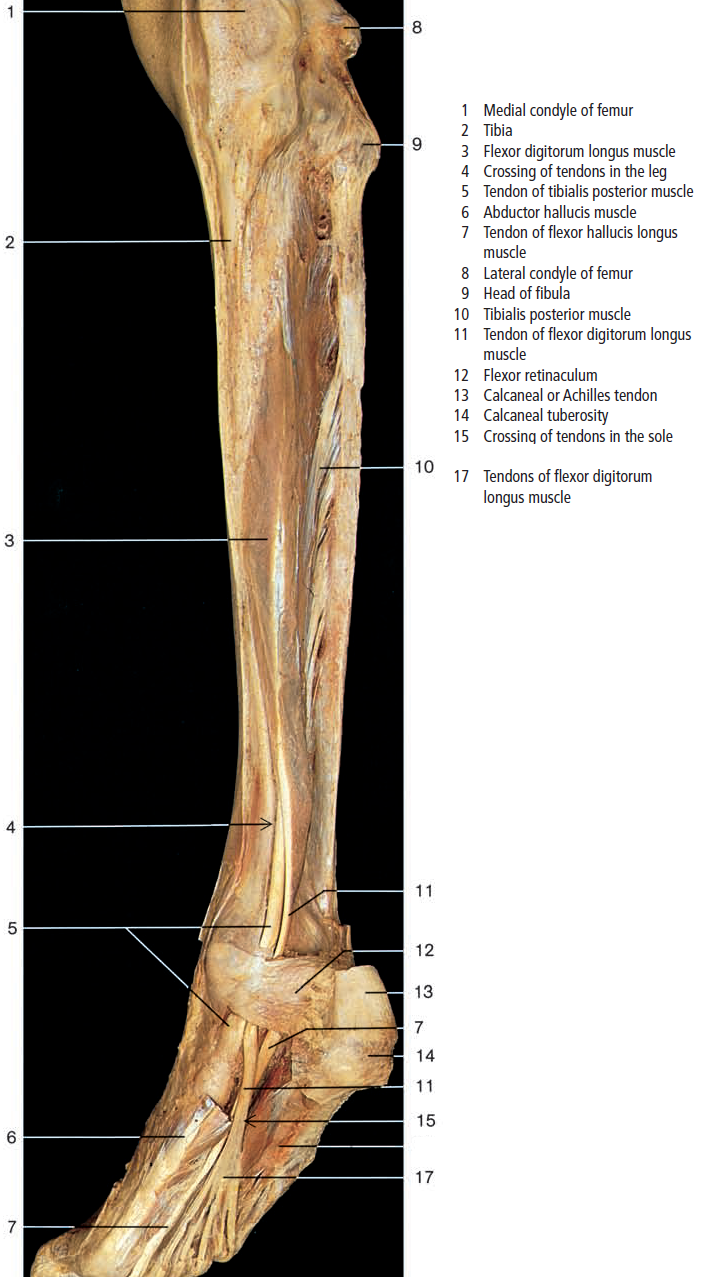 1
8
9
2
10
3
4
11
5
12
13
7
14
11
15
6
17
7
1 Medial condyle of femur
2 Tibia
3 Flexor digitorum longus muscle
4 Crossing of tendons in the leg
5 Tendon of tibialis posterior muscle
6 Abductor hallucis muscle
7 Tendon of flexor hallucis longus
muscle
8 Lateral condyle of femur
9 Head of fibula
10 Tibialis posterior muscle
11 Tendon of flexor digitorum longus
muscle
12 Flexor retinaculum
13 Calcaneal or Achilles tendon
14 Calcaneal tuberosity
15 Crossing of tendons in the sole
17 Tendons of flexor digitorum
longus muscle